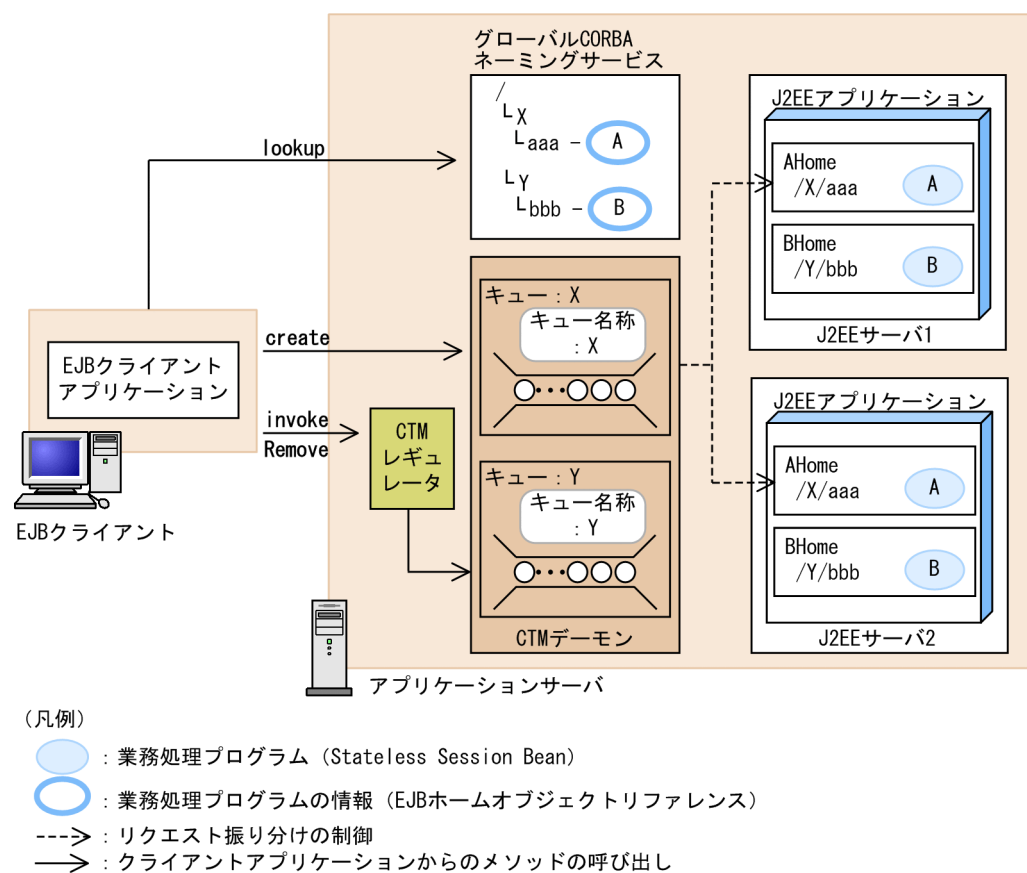 グローバルCORBA
ネーミングサービス
/
└X
└aaa - A
└Y
└bbb - B
lookup
J2EEアプリケーション
AHome
/X/aaa
A
BHome
/Y/bbb
B
J2EEサーバ1
キュー：X
キュー名称
：X
create
EJBクライアント
アプリケーション
invoke
Remove
CTM
レギュ
レータ
EJBクライアント
キュー：Y
キュー名称
：Y
CTMデーモン
J2EEアプリケーション
AHome
/X/aaa
A
BHome
/Y/bbb
B
J2EEサーバ2
アプリケーションサーバ
（凡例）
：業務処理プログラム（Stateless Session Bean）
：業務処理プログラムの情報（EJBホームオブジェクトリファレンス）
：リクエスト振り分けの制御
：クライアントアプリケーションからのメソッドの呼び出し